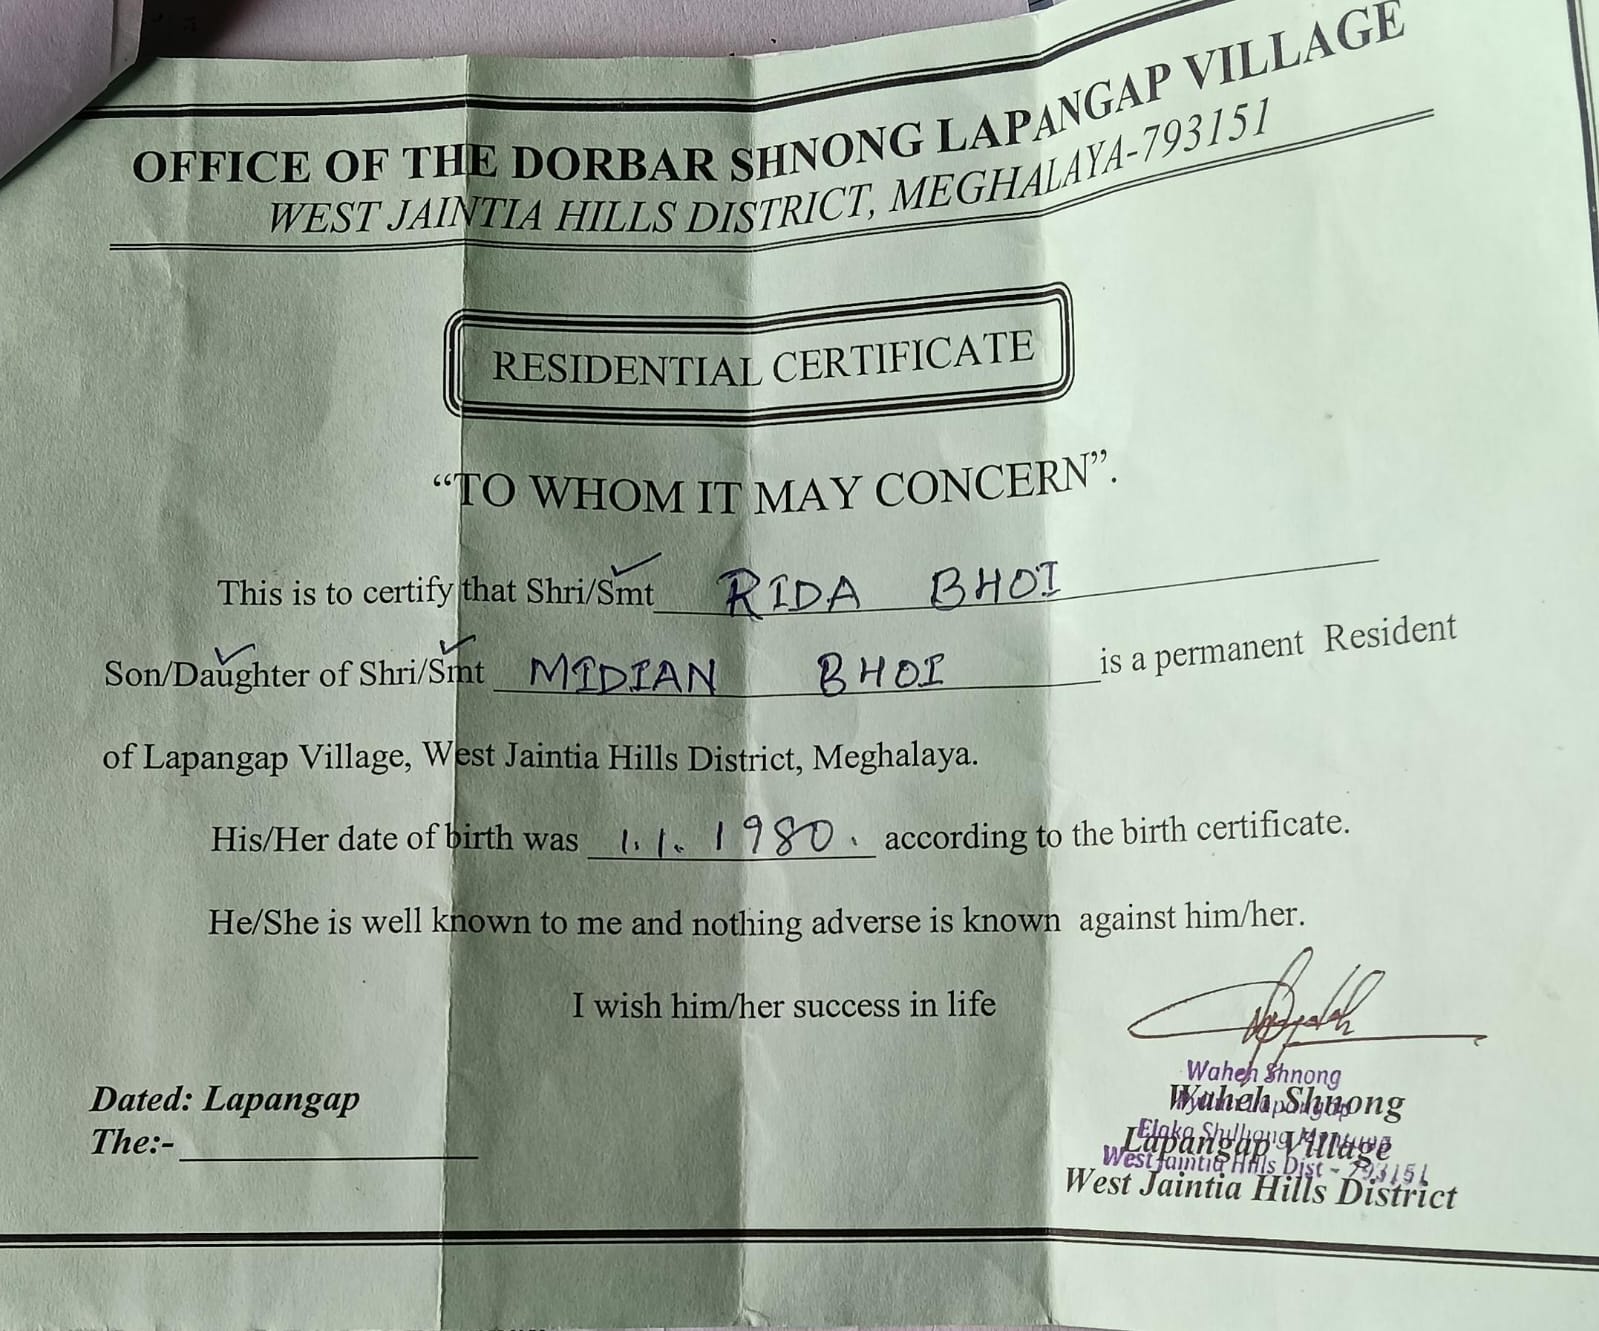 OFFICE OF THE DORBAR SHNONG LAPANGAP VILLAGE
WEST JAINTIA HILLS DISTRICT, MEGHALAYA-793151
RESIDENTIAL CERTIFICATE
“TO WHOM IT MAY CONCERN”.
This is to certify that Shri/Smt RIDA BHOI
Son/Daughter of Shri/Smt MIDIAN BHOI is a permanent Resident
of Lapangap Village, West Jaintia Hills District, Meghalaya.
His/Her date of birth was 1.1.1980. according to the birth certificate.
He/She is well known to me and nothing adverse is known against him/her.
I wish him/her success in life
Dated: Lapangap
The:-
Waheh Shnong
Waheh Shnong
Lapangap Village
Elaka Shilliang
West Jaintia Hills Dist - 793151
West Jaintia Hills District